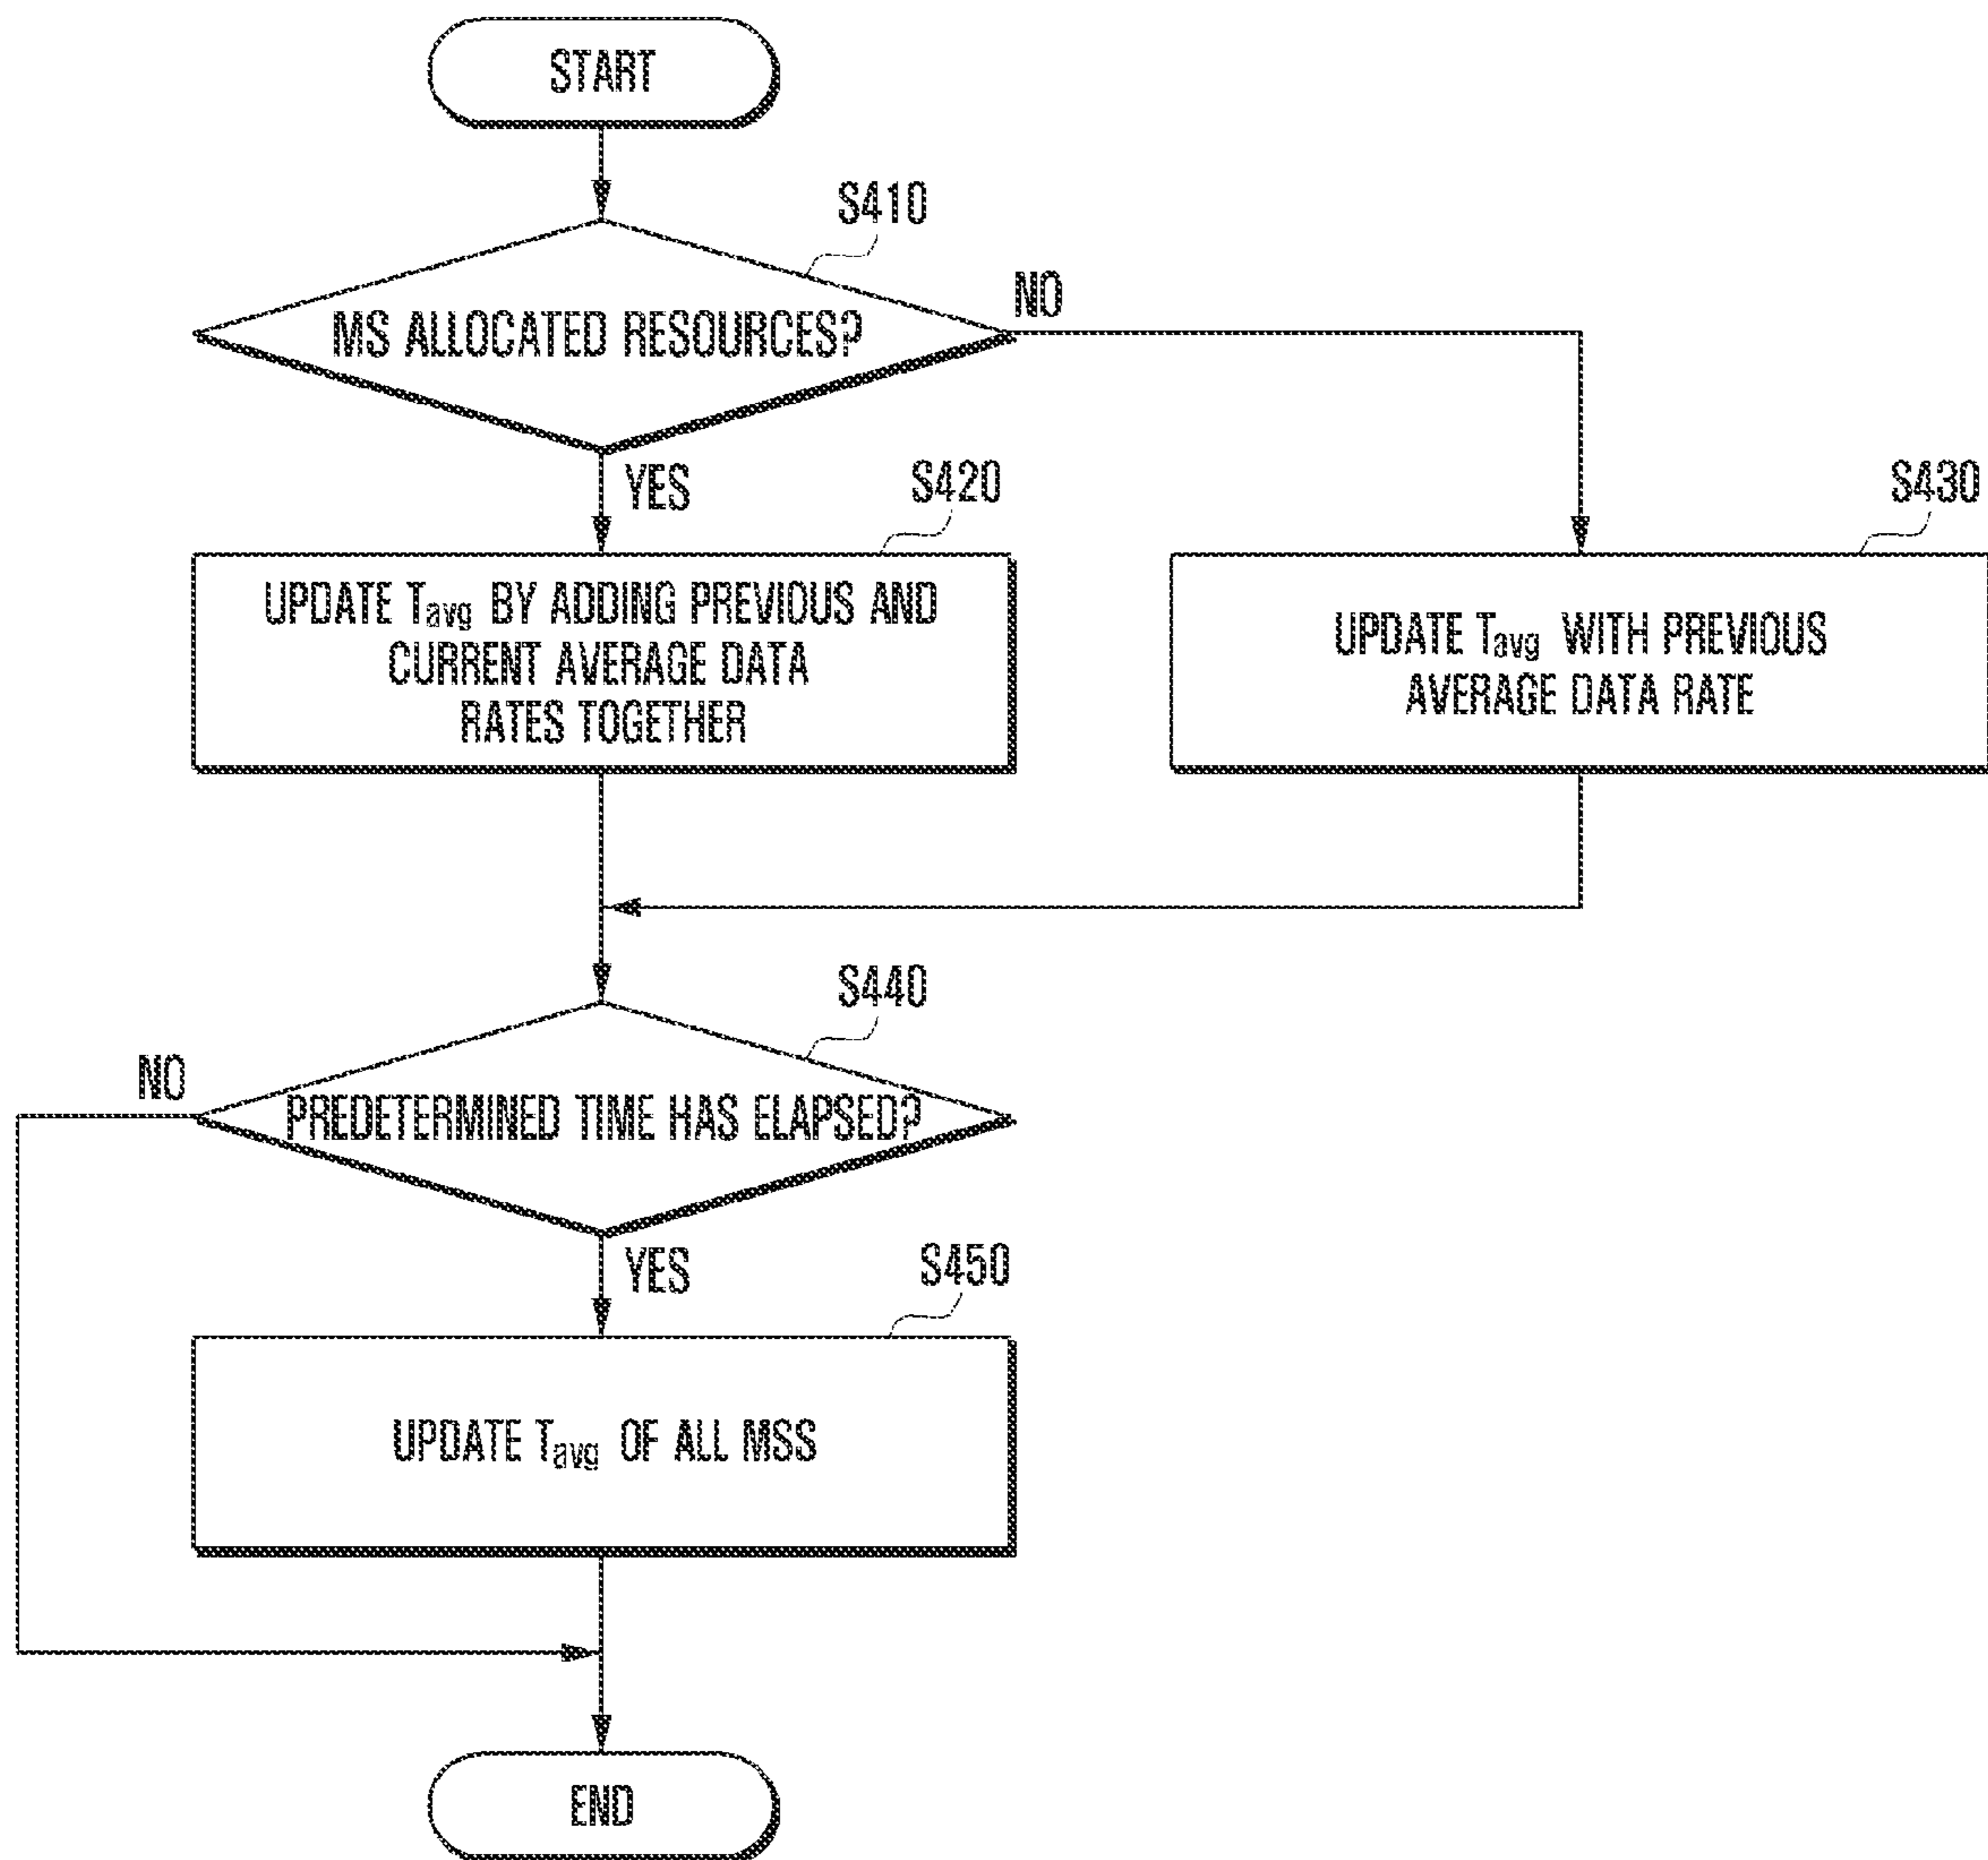 START
S410
MS ALLOCATED RESOURCES?
NO
YES
S420
S430
UPDATE Tavg BY ADDING PREVIOUS AND
CURRENT AVERAGE DATA
RATES TOGETHER
UPDATE Tavg WITH PREVIOUS
AVERAGE DATA RATE
S440
NO
PREDETERMINED TIME HAS ELAPSED?
YES
S450
UPDATE Tavg OF ALL MSS
END